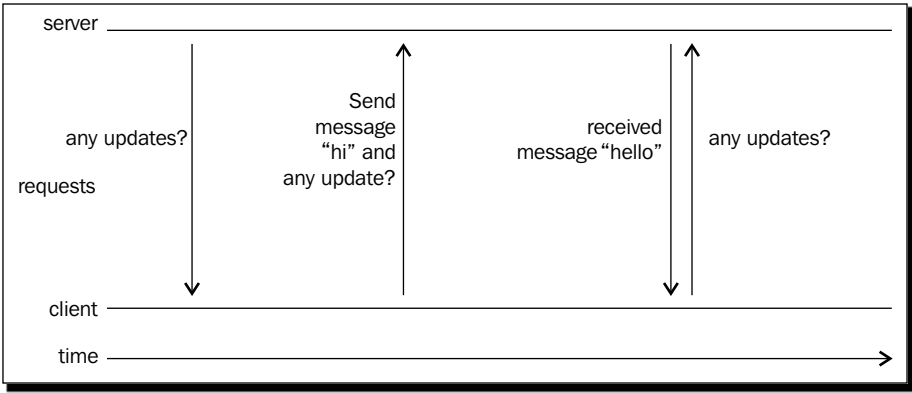 server
any updates?
requests
Send
message
“hi” and
any update?
received
message “hello”
any updates?
client
time